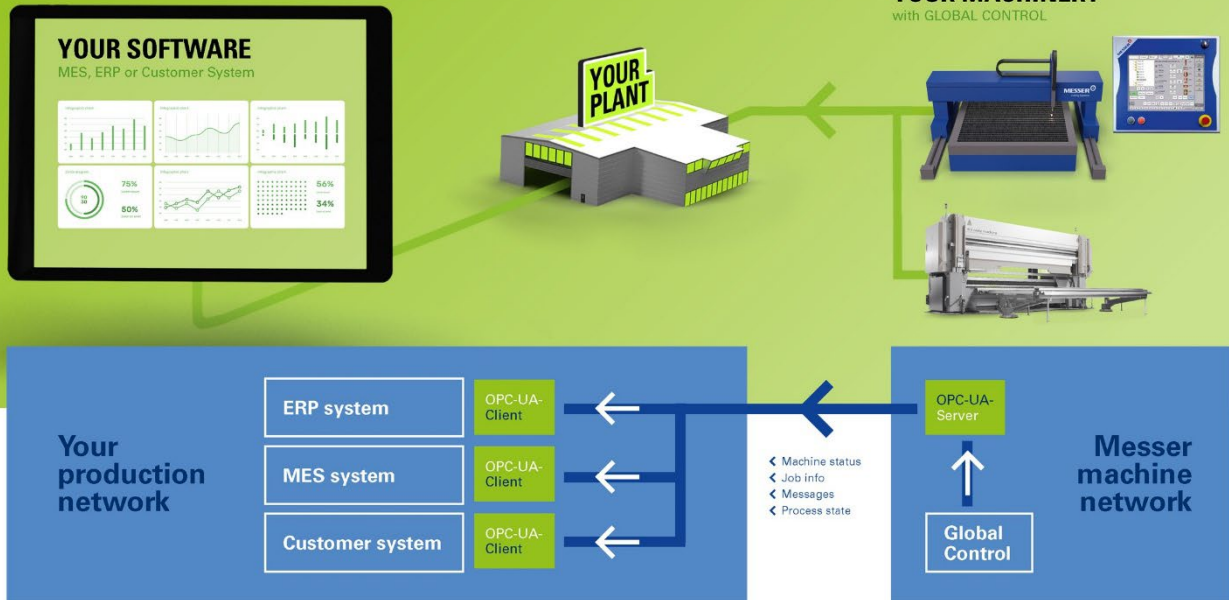 YOUR SOFTWARE
MES, ERP or Customer System
75%
50%
56%
34%
YOUR
PLANT
YOUR MACHINERY
with GLOBAL CONTROL
MESSER
Your
production
network
ERP system
OPC-UA-
Client
MES system
OPC-UA-
Client
Customer system
OPC-UA-
Client
Machine status
Job info
Messages
Process state
OPC-UA-
Server
Global
Control
Messer
machine
network